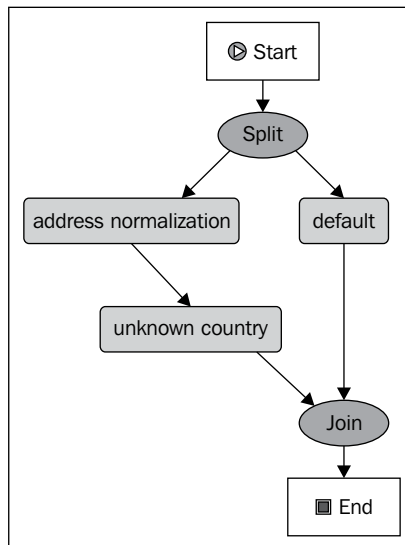 Start
Split
address normalization
default
unknown country
Join
End